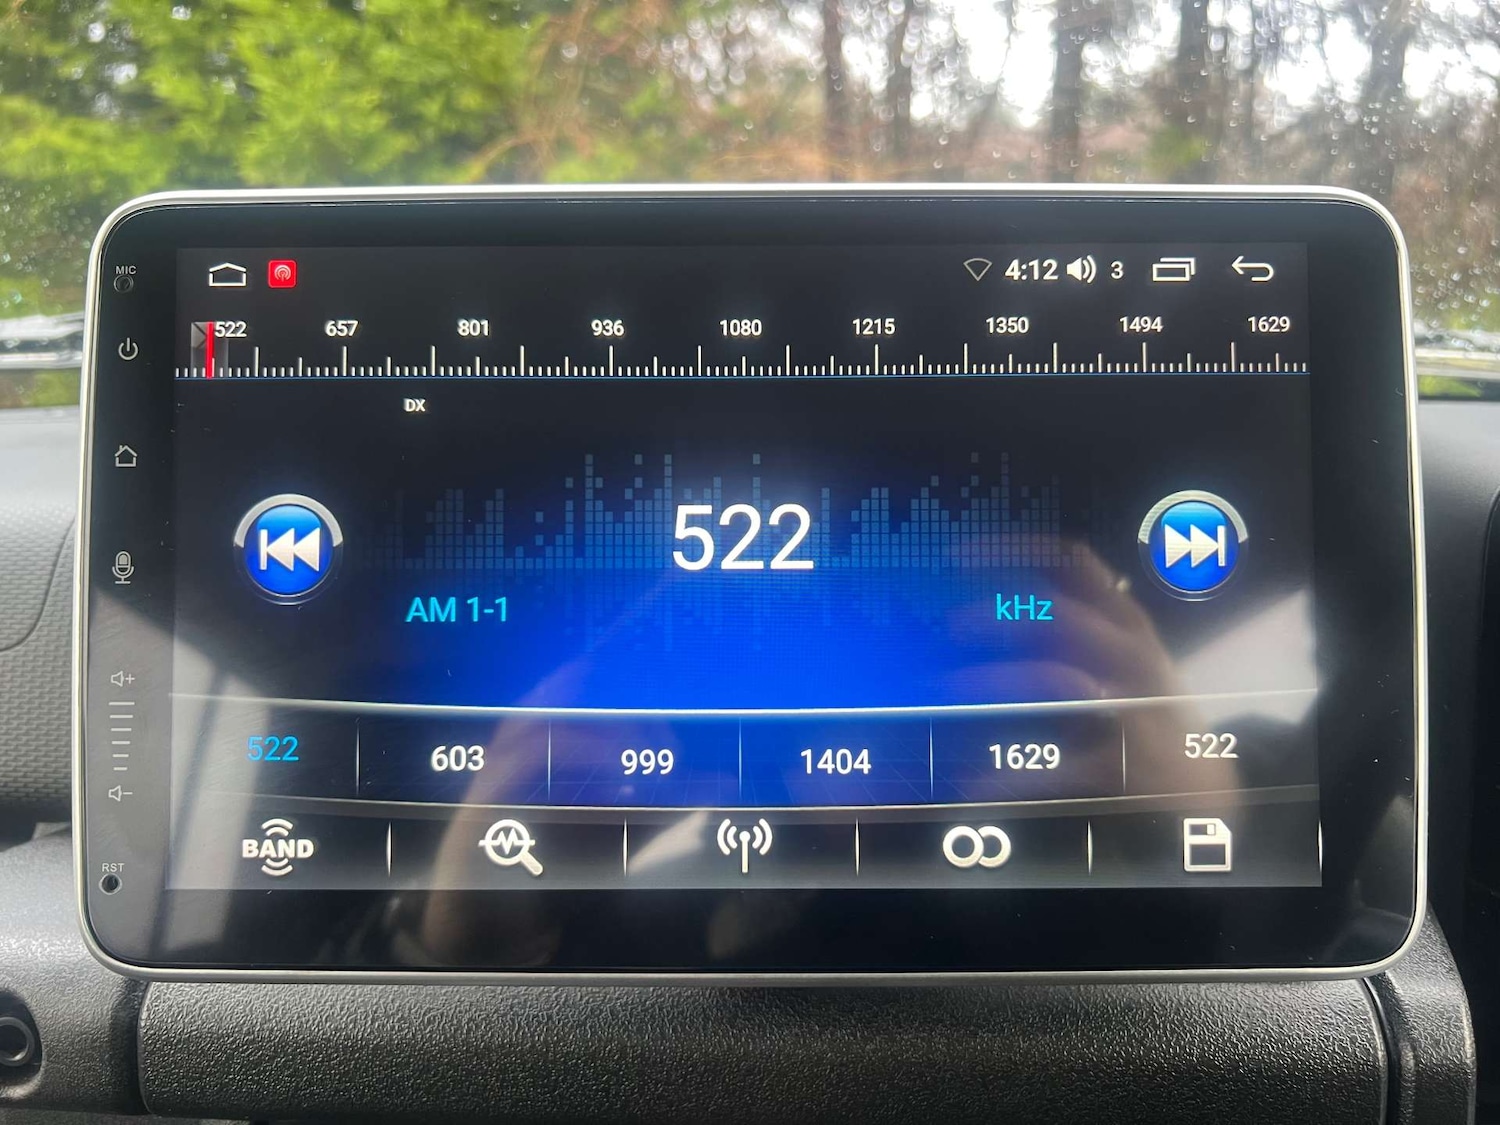 MIC
4:12 3
522 657 801 936 1080 1215 1350 1494 1629
DX
522
AM 1-1 kHz
522 603 999 1404 1629 522
BAND
RST